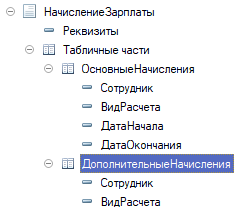 НачислениеЗарплаты
Реквизиты
Табличные части
ОсновныеНачисления
Сотрудник
ВидРасчета
ДатаНачала
ДатаОкончания
ДополнительныеНачисления
Сотрудник
ВидРасчета